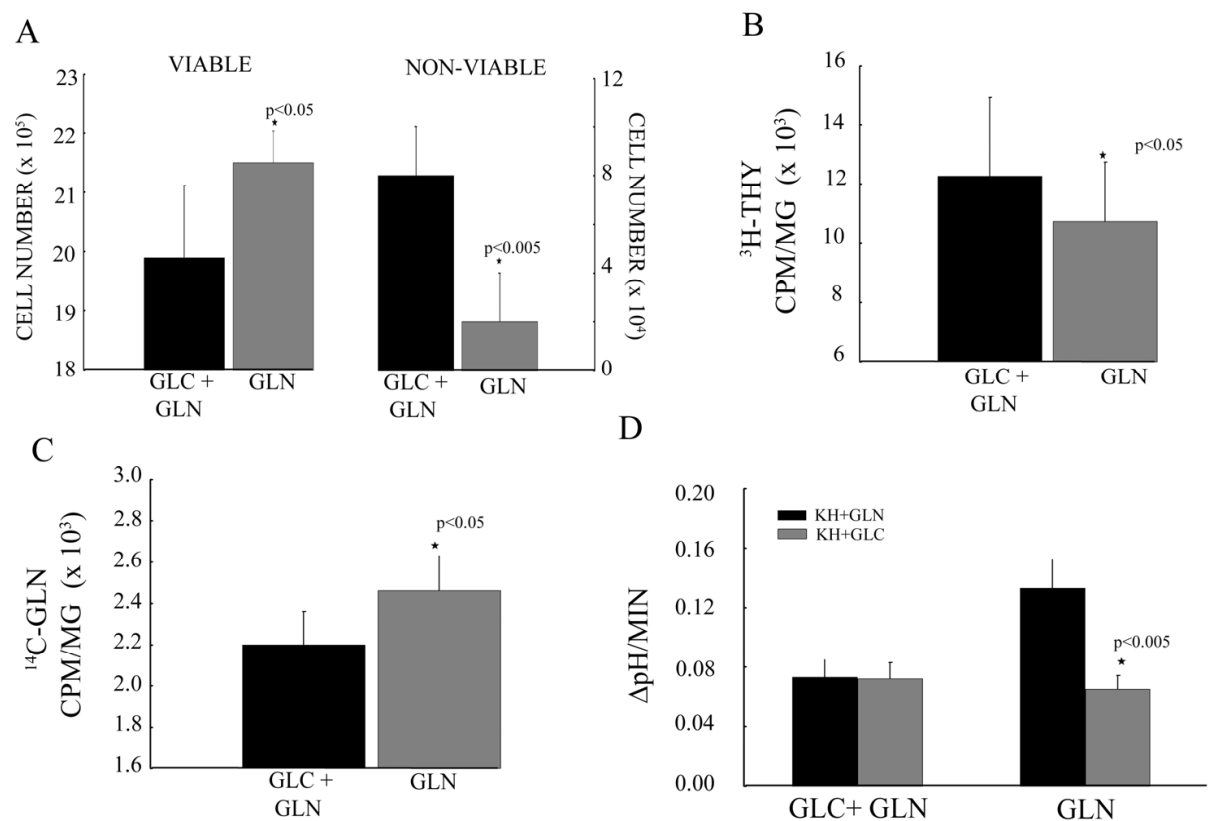 A
VIABLE
NON-VIABLE
CELL NUMBER (x 10⁵)
23
22
21
20
19
18
p<0.05
★
p<0.005
★
12
8
4
0
CELL NUMBER (x 10⁴)
GLC +
GLN
GLN
GLC +
GLN
GLN
B
³H-THY
CPM/MG (x 10³)
16
14
12
10
8
6
p<0.05
★
GLC +
GLN
GLN
C
¹⁴C-GLN
CPM/MG (x 10³)
3.0
2.6
2.4
2.2
2.0
1.8
1.6
p<0.05
★
GLC +
GLN
GLN
D
ΔpH/MIN
0.20
0.16
0.12
0.08
0.04
0.00
KH+GLN
KH+GLC
p<0.005
★
GLC+ GLN
GLN